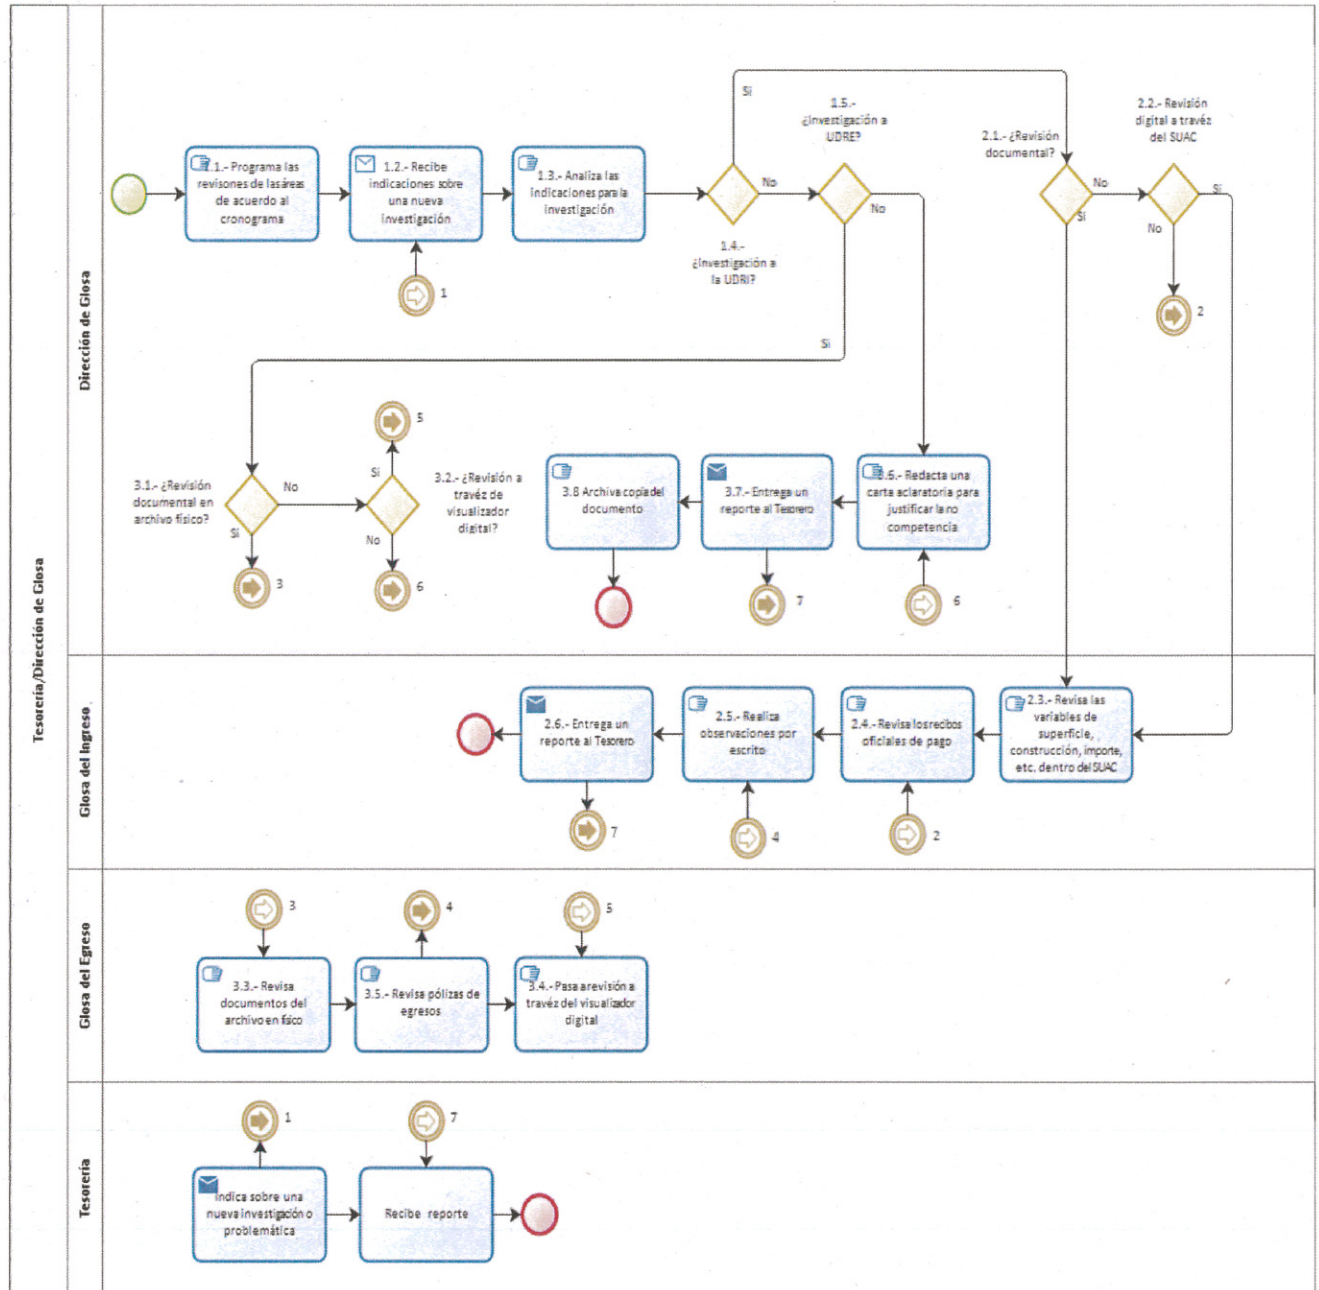 Tesorería/Dirección de Glosa
Dirección de Glosa
1.1.- Programa las
revisones de las áreas
de acuerdo al
cronograma
1.2.- Recibe
indicaciones sobre
una nueva
investigación
1
1.3.- Analiza las
indicaciones para la
investigación
1.4.-
¿Investigación a
la UDRI?
Si
No
1.5.-
¿Investigación a
UDRE?
No
Si
2.1.- ¿Revisión
documental?
No
Si
2.2.- Revisión
digital a travéz
del SUAC
Si
No
2
3.1.- ¿Revisión
documental en
archivo físico?
No
Si
3
3.2.- ¿Revisión a
travéz de
visualizador
digital?
Si
5
No
6
3.8 Archiva copia del
documento
3.7.- Entrega un
reporte al Tesorero
7
3.6.- Redacta una
carta aclaratoria para
justificar la no
competencia
6
Glosa del Ingreso
2.6.- Entrega un
reporte al Tesorero
7
2.5.- Realiza
observaciones por
escrito
4
2.4.- Revisa los recibos
oficiales de pago
2
2.3.- Revisa las
variables de
superficie,
construcción, importe,
etc. dentro del SUAC
Glosa del Egreso
3
3.3.- Revisa
documentos del
archivo en fisico
4
3.5.- Revisa pólizas de
egresos
5
3.4.- Pasa a revisión a
travéz del visualizador
digital
Tesorería
1
Indica sobre una
nueva investigación o
problemática
7
Recibe reporte